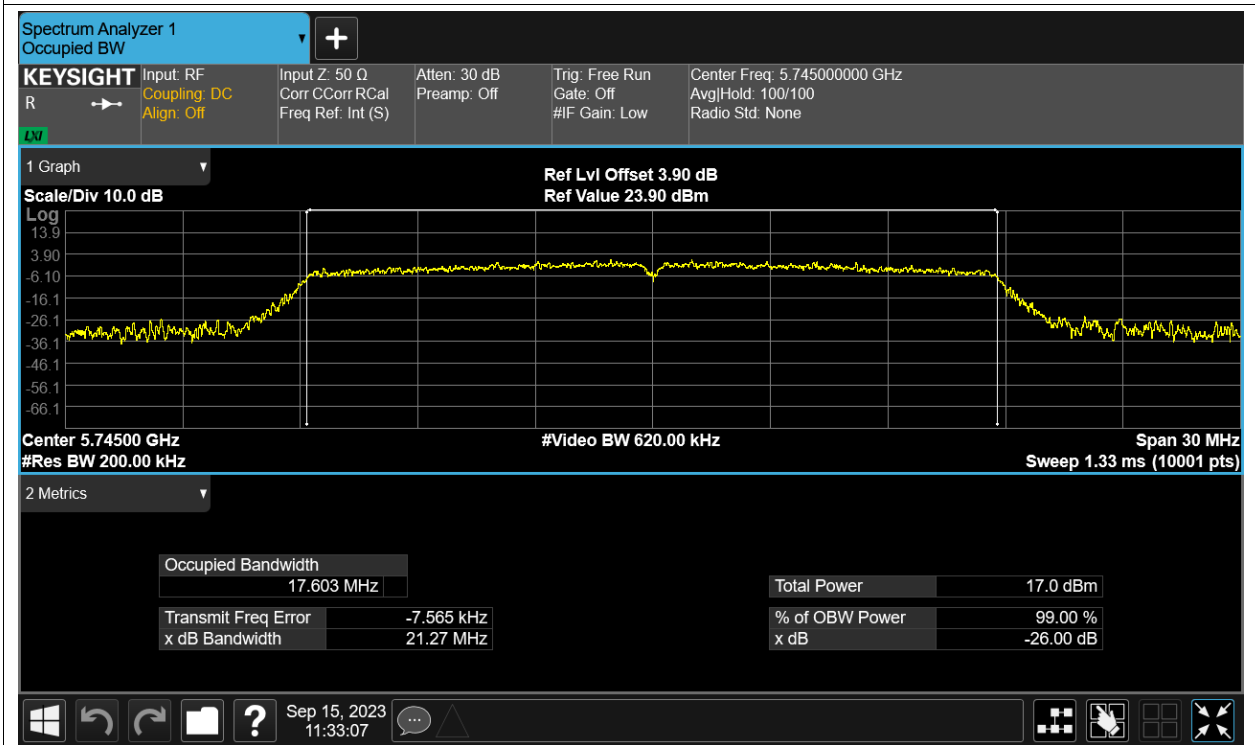 Spectrum Analyzer 1
Occupied BW
KEYSIGHT
R
LXI
Input: RF
Coupling: DC
Align: Off
Input Z: 50 Ω
Corr CCorr RCal
Freq Ref: Int (S)
Atten: 30 dB
Preamp: Off
Trig: Free Run
Gate: Off
#IF Gain: Low
Center Freq: 5.745000000 GHz
Avg|Hold: 100/100
Radio Std: None
1 Graph
Scale/Div 10.0 dB
Ref Lvl Offset 3.90 dB
Ref Value 23.90 dBm
Log
13.9
3.90
-6.10
-16.1
-26.1
-36.1
-46.1
-56.1
-66.1
Center 5.74500 GHz
#Res BW 200.00 kHz
#Video BW 620.00 kHz
Span 30 MHz
Sweep 1.33 ms (10001 pts)
2 Metrics
Occupied Bandwidth
17.603 MHz
Transmit Freq Error -7.565 kHz
x dB Bandwidth 21.27 MHz
Total Power 17.0 dBm
% of OBW Power 99.00 %
x dB -26.00 dB
?
Sep 15, 2023
11:33:07